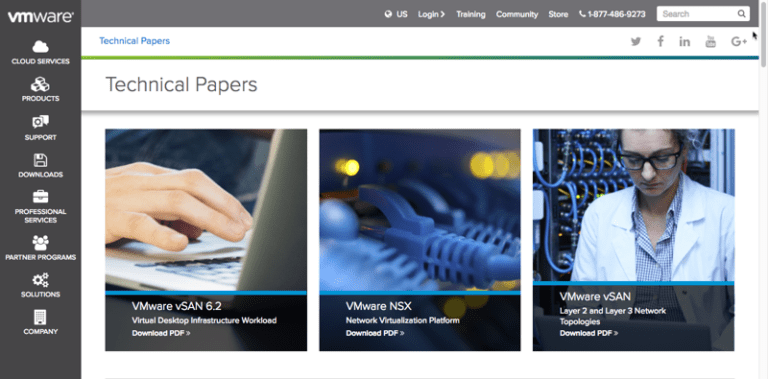 vmware
US Login Training Community Store 1-877-486-9273 Search
Technical Papers
G+
CLOUD SERVICES
PRODUCTS
SUPPORT
DOWNLOADS
PROFESSIONAL
SERVICES
PARTNER PROGRAMS
SOLUTIONS
COMPANY
Technical Papers
VMware vSAN 6.2
Virtual Desktop Infrastructure Workload
Download PDF »
VMware NSX
Network Virtualization Platform
Download PDF »
VMware vSAN
Layer 2 and Layer 3 Network
Topologies
Download PDF »